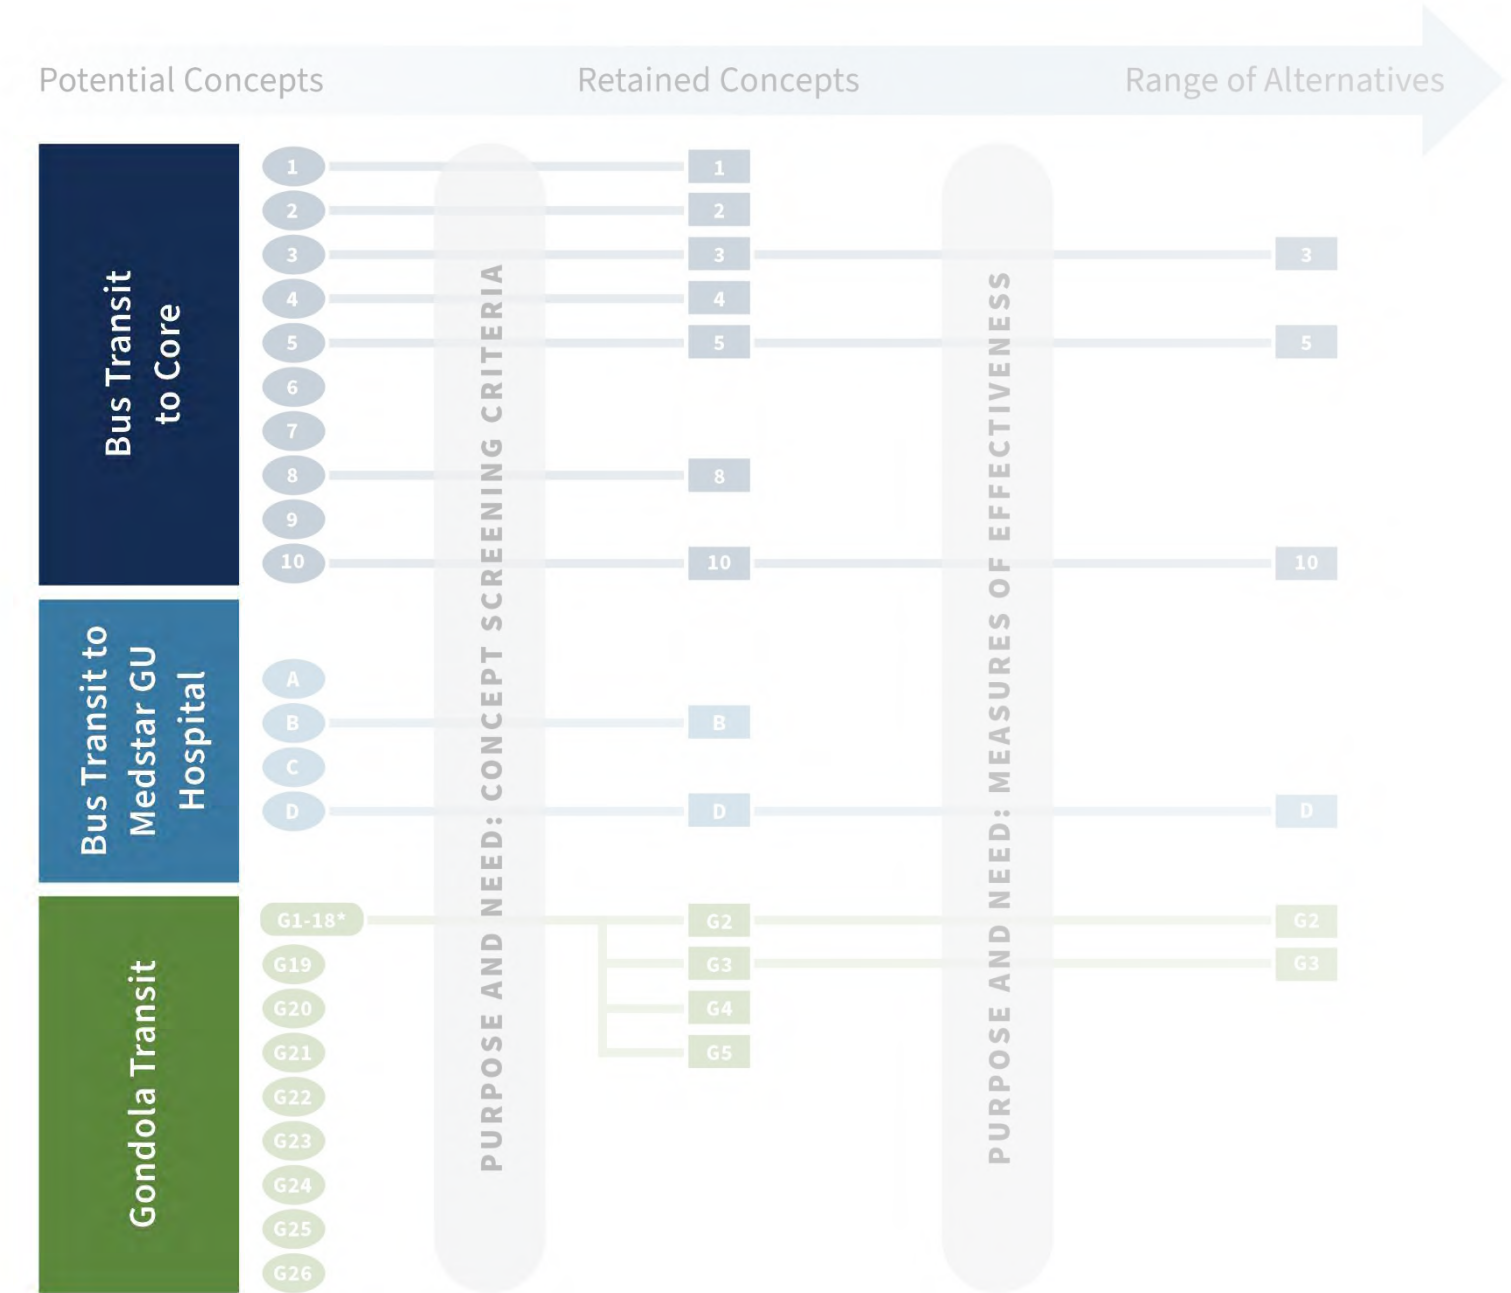 Potential Concepts Retained Concepts Range of Alternatives
Bus Transit
to Core
1 1
2 2
3 3 3
4 4
5 5 5
6
7
8 8
9
10 10 10
Bus Transit to
Medstar GU
Hospital
A
B B
C
D D D
Gondola Transit
G1-18* G2 G2
G19 G3 G3
G20 G4
G21 G5
G22
G23
G24
G25
G26
PURPOSE AND NEED: CONCEPT SCREENING CRITERIA
PURPOSE AND NEED: MEASURES OF EFFECTIVENESS